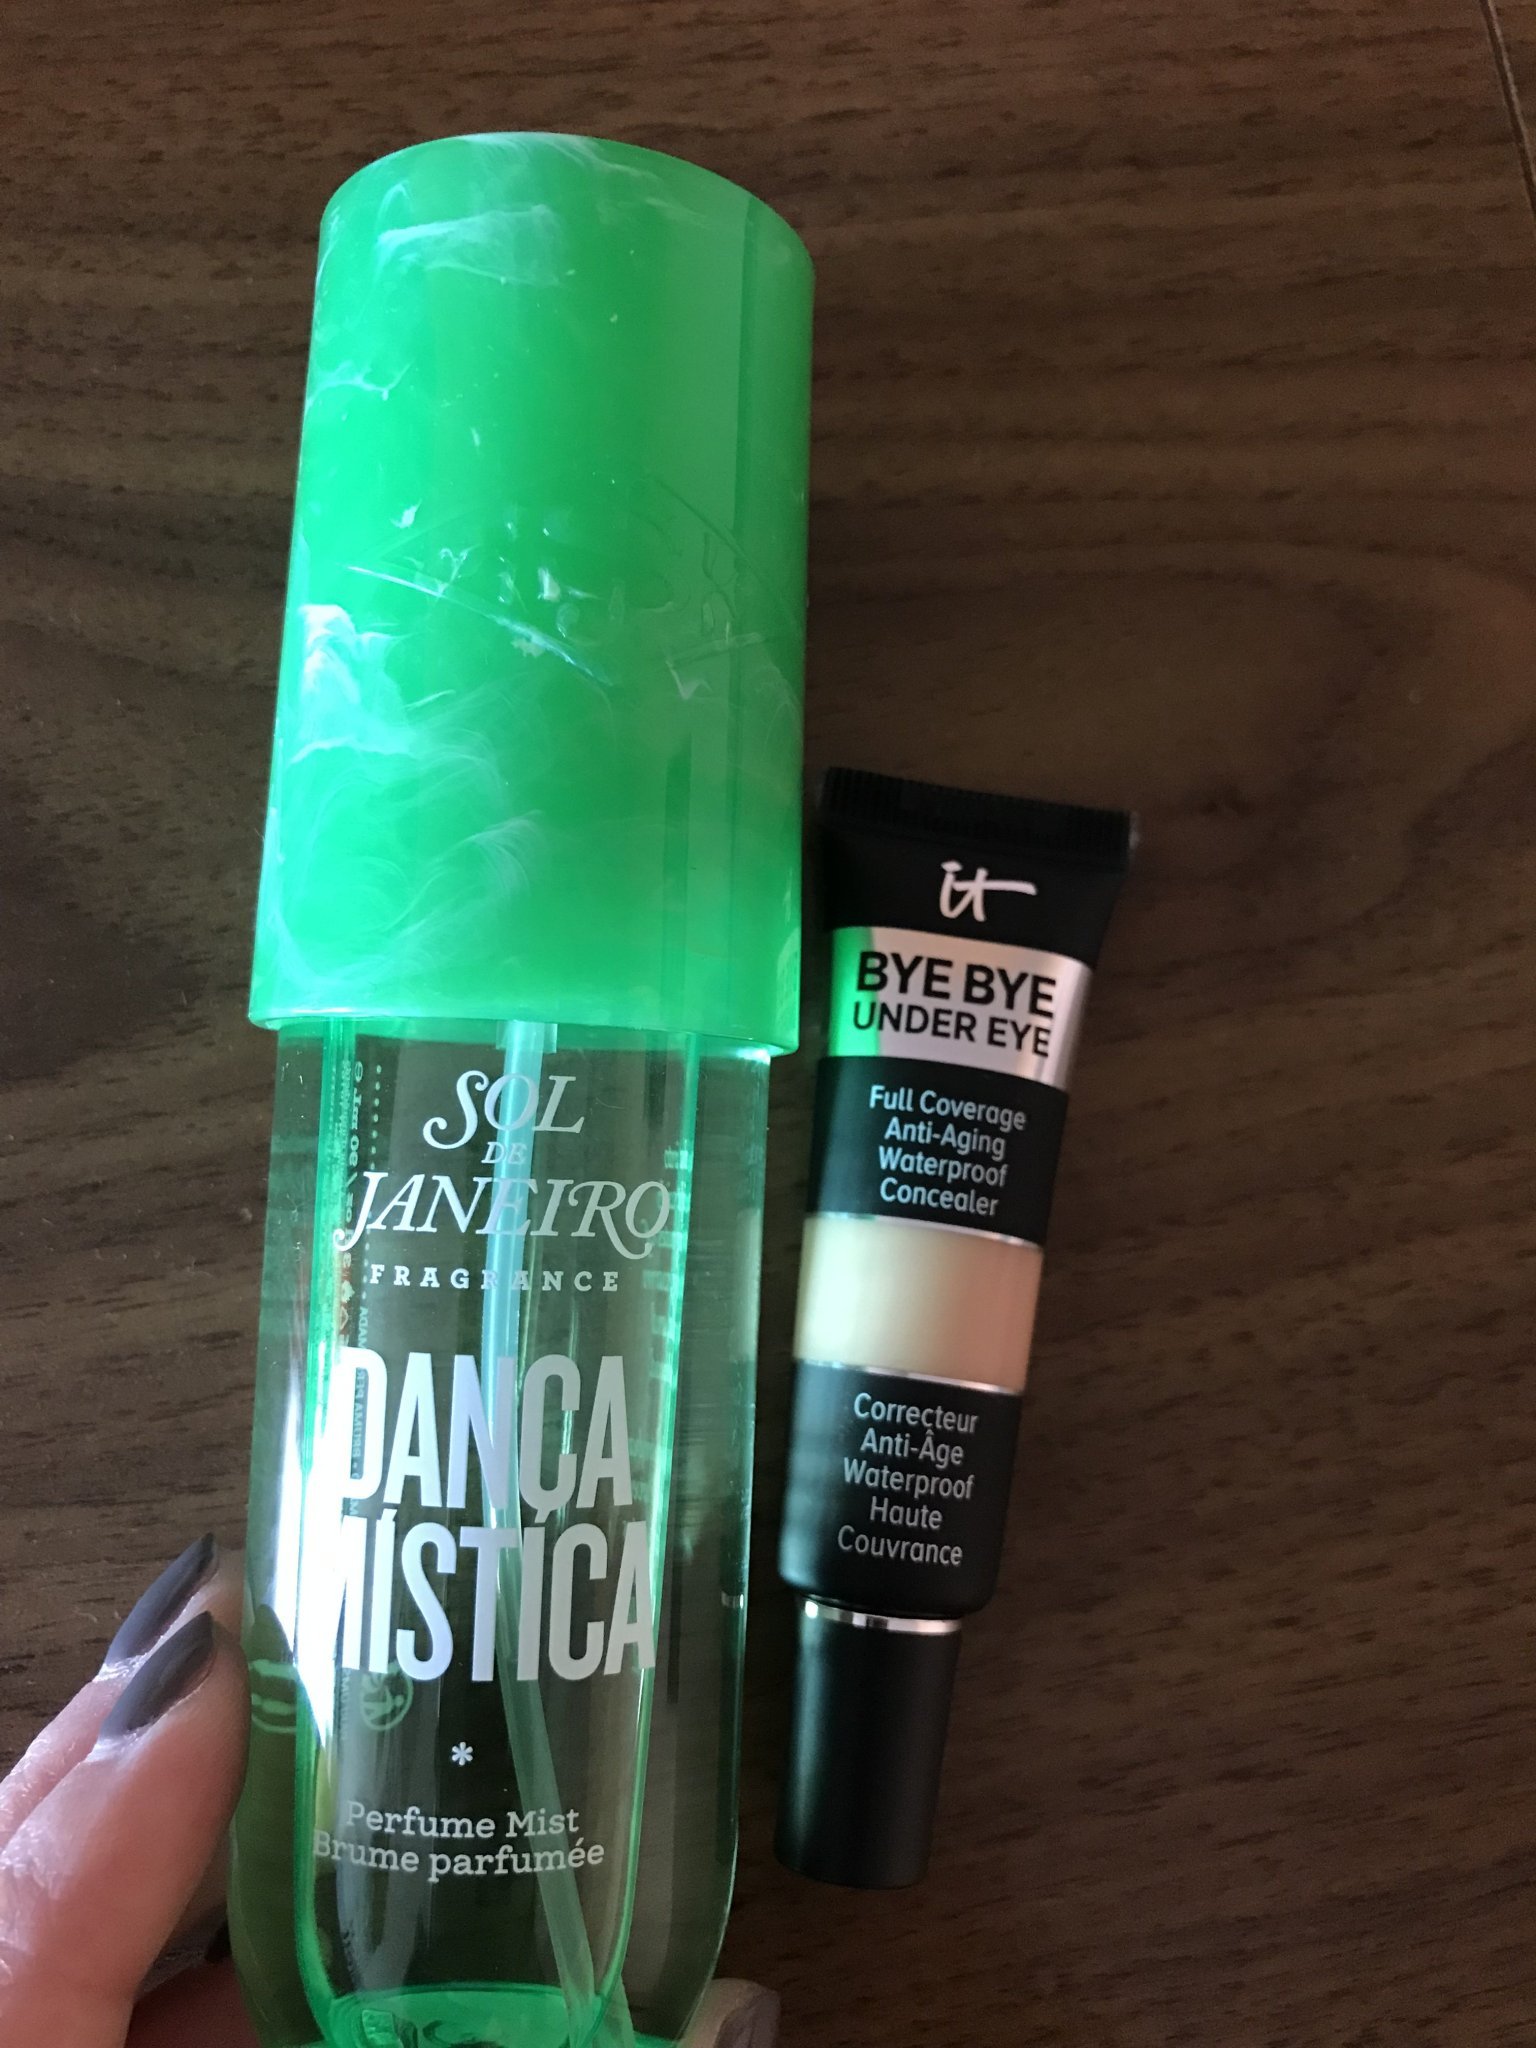 SOL
DE
JANEIRO
FRAGRANCE
DANÇA
MÍSTÍCA
*
Perfume Mist
Brume parfumée
it
BYE BYE
UNDER EYE
Full Coverage
Anti-Aging
Waterproof
Concealer
Correcteur
Anti-Âge
Waterproof
Haute
Couvrance